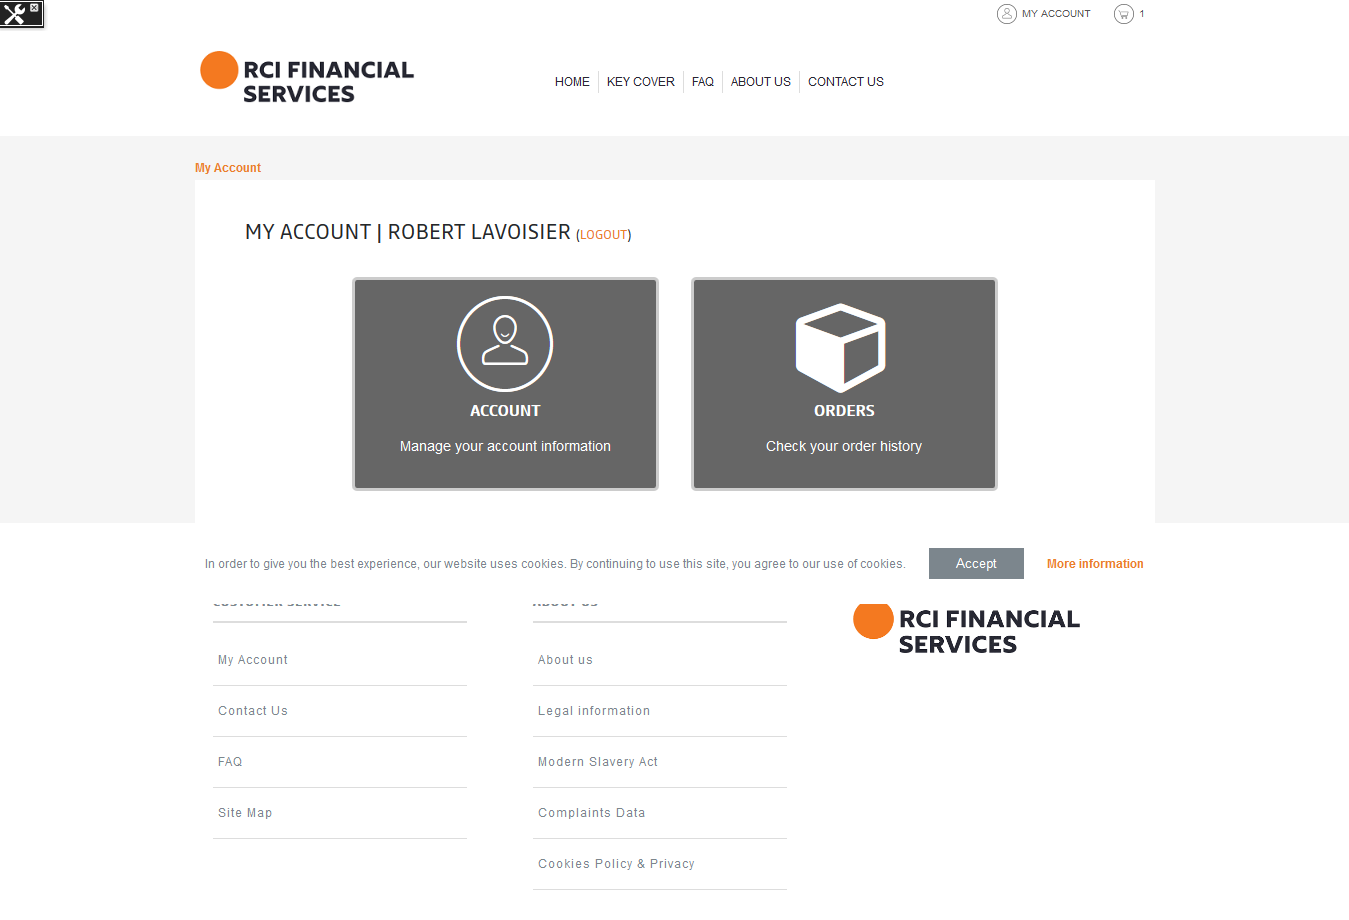 MY ACCOUNT
1
RCI FINANCIAL
SERVICES
HOME
KEY COVER
FAQ
ABOUT US
CONTACT US
My Account
MY ACCOUNT | ROBERT LAVOISIER (LOGOUT)
ACCOUNT
Manage your account information
ORDERS
Check your order history
In order to give you the best experience, our website uses cookies. By continuing to use this site, you agree to our use of cookies.
Accept
More information
CUSTOMER SERVICE
My Account
Contact Us
FAQ
Site Map
ABOUT US
About us
Legal information
Modern Slavery Act
Complaints Data
Cookies Policy & Privacy
RCI FINANCIAL
SERVICES